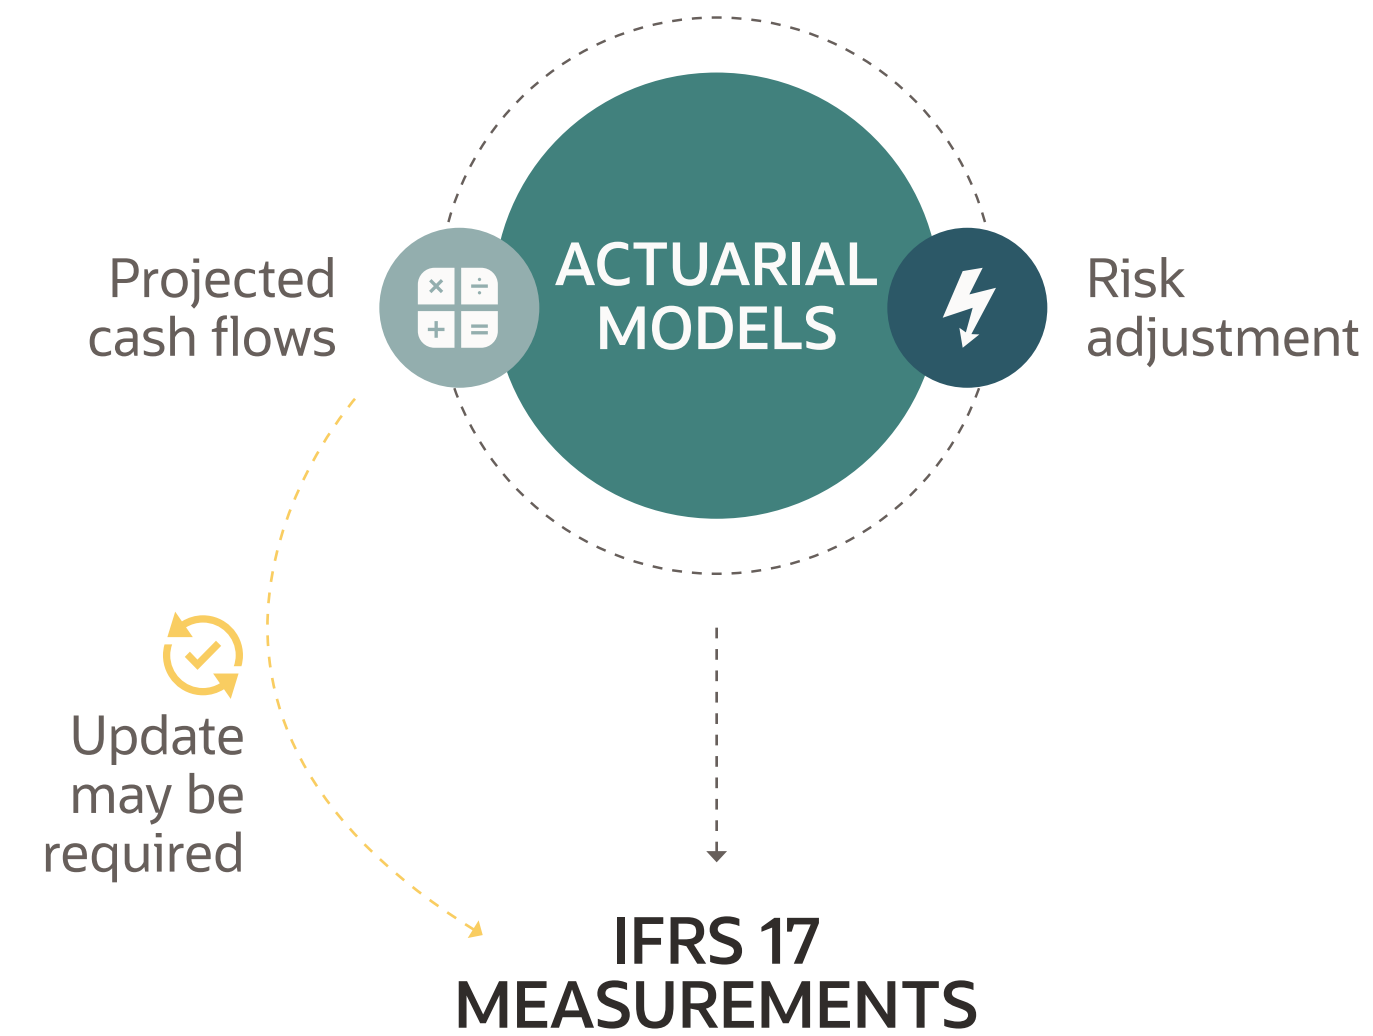 ACTUARIAL
MODELS
Projected
cash flows
Risk
adjustment
Update
may be
required
IFRS 17
MEASUREMENTS